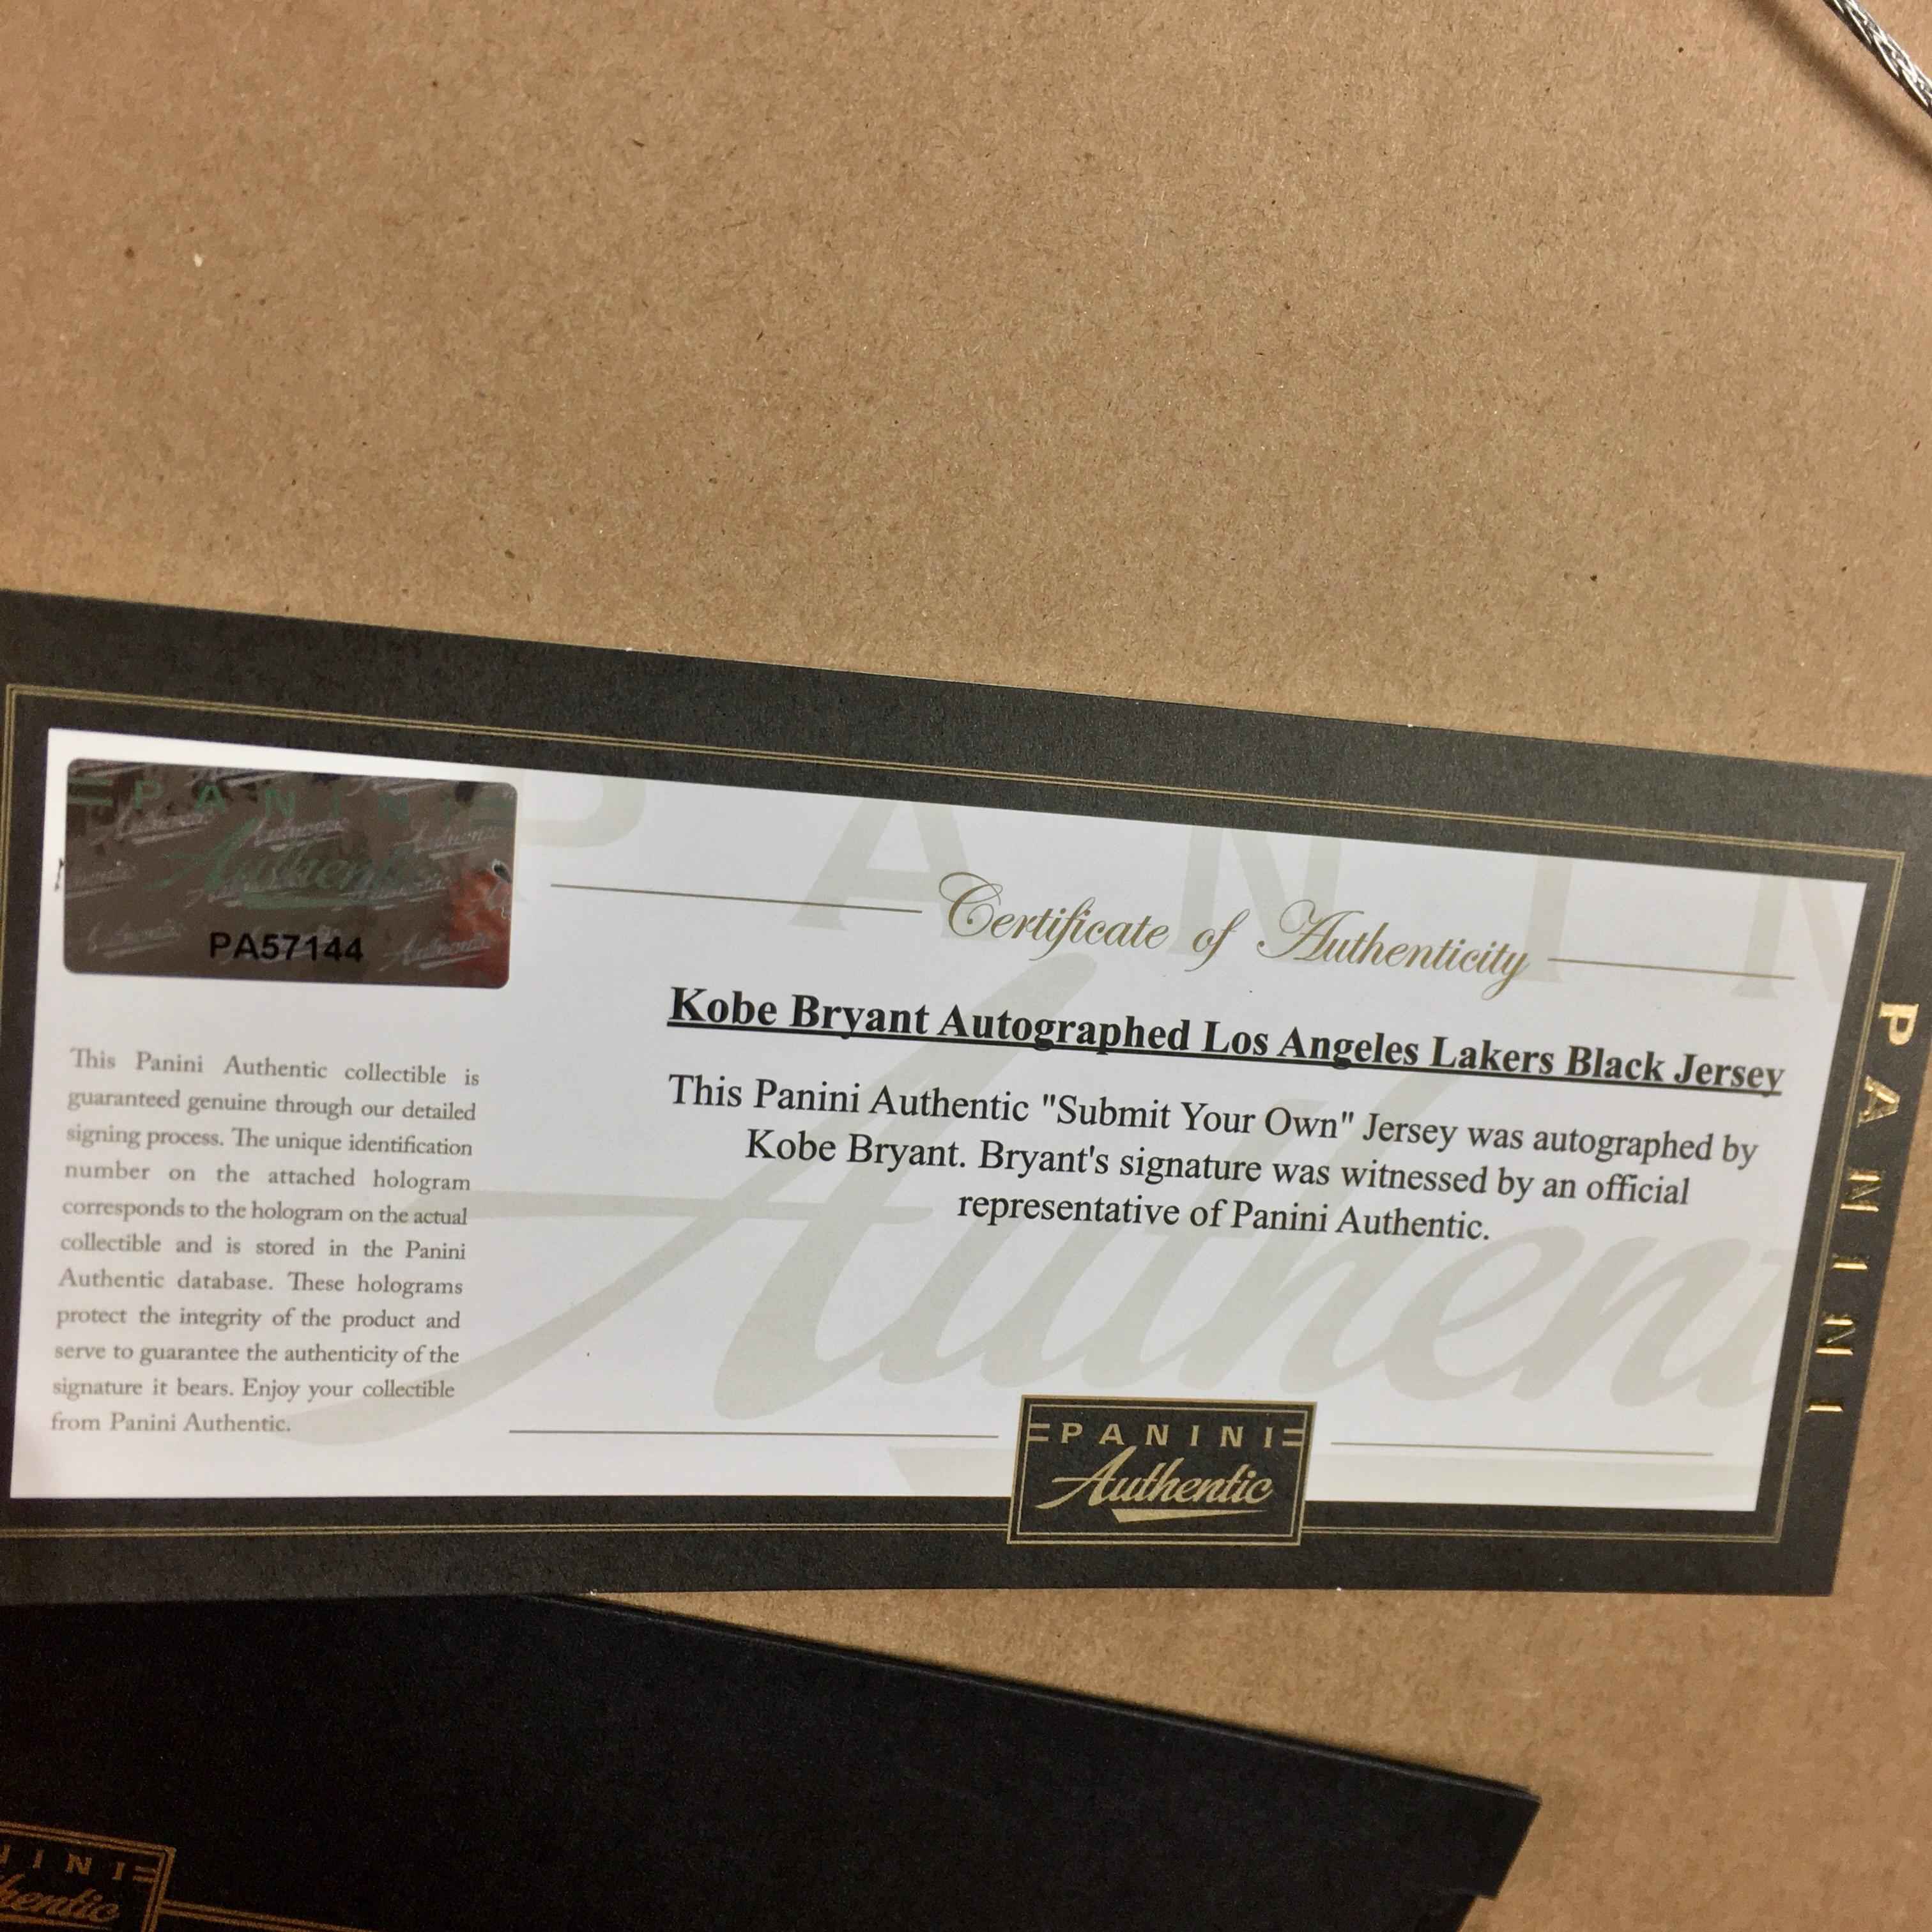 PANINI
Authentic
PA57144
This Panini Authentic collectible is
guaranteed genuine through our detailed
signing process. The unique identification
number on the attached hologram
corresponds to the hologram on the actual
collectible and is stored in the Panini
Authentic database. These holograms
protect the integrity of the product and
serve to guarantee the authenticity of the
signature it bears. Enjoy your collectible
from Panini Authentic.
PANIN
Certificate of Authenticity
Kobe Bryant Autographed Los Angeles Lakers Black Jersey
This Panini Authentic "Submit Your Own" Jersey was autographed by
Kobe Bryant. Bryant's signature was witnessed by an official
representative of Panini Authentic.
Authent
PANINI
Authentic
PANINI
NINI
hentic